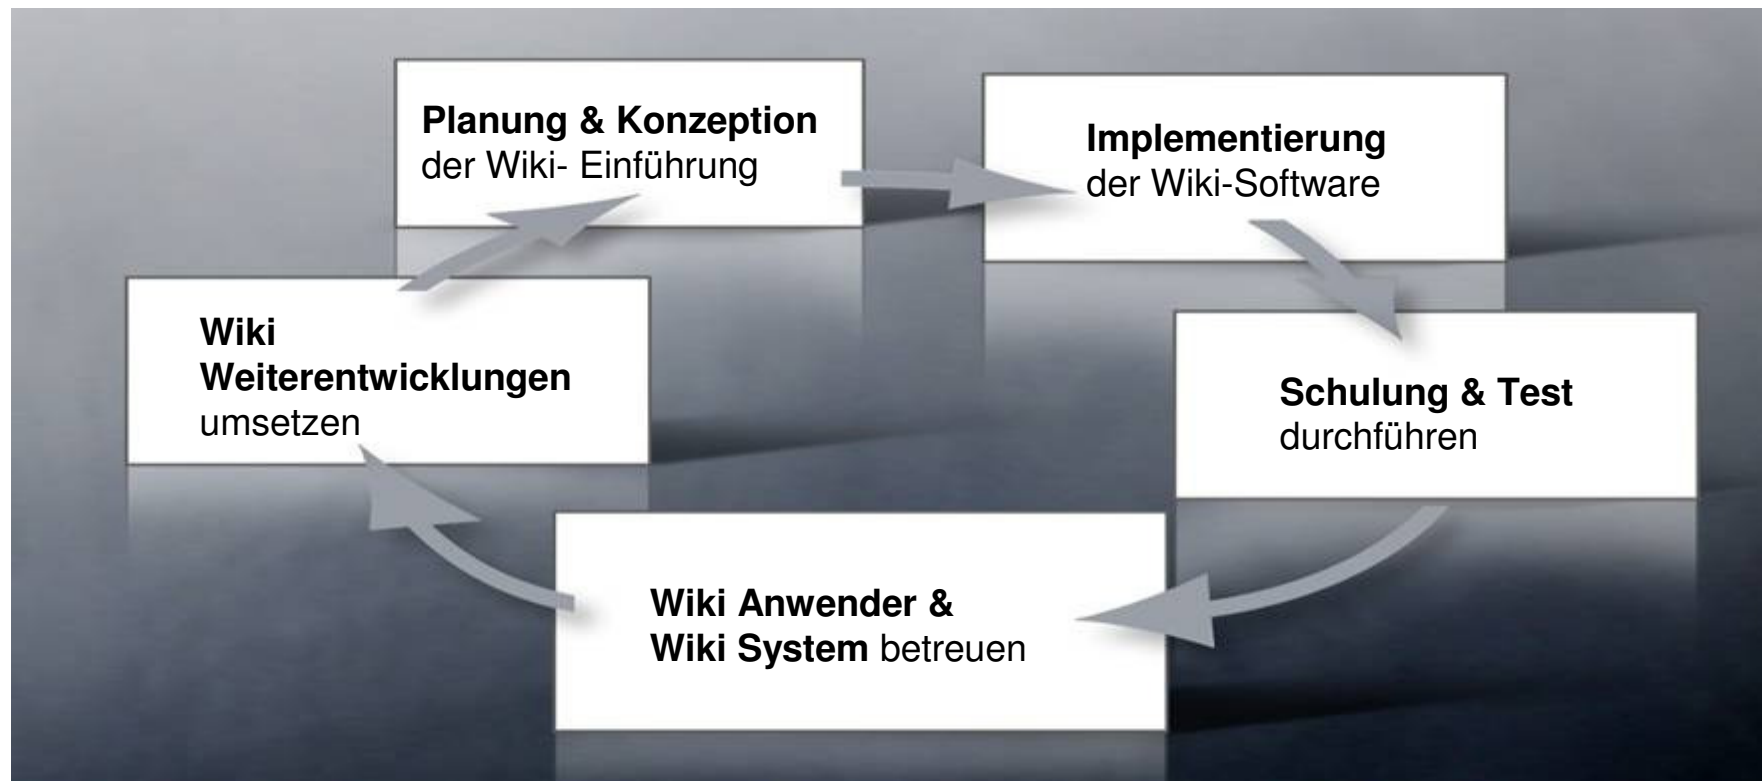 Planung & Konzeption
der Wiki- Einführung
Implementierung
der Wiki-Software
Schulung & Test
durchführen
Wiki Anwender &
Wiki System betreuen
Wiki
Weiterentwicklungen
umsetzen